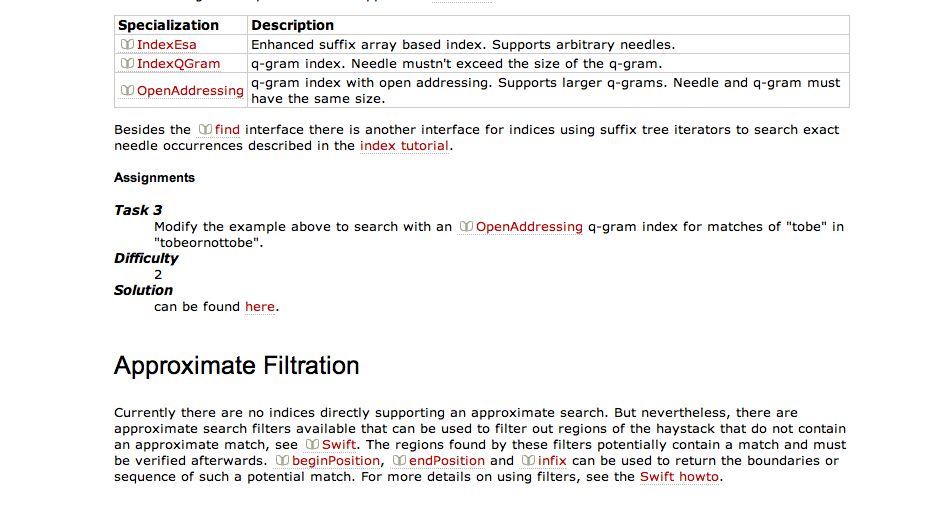 Specialization Description
IndexEsa Enhanced suffix array based index. Supports arbitrary needles.
IndexQGram q-gram index. Needle mustn't exceed the size of the q-gram.
OpenAddressing q-gram index with open addressing. Supports larger q-grams. Needle and q-gram must
have the same size.
Besides the find interface there is another interface for indices using suffix tree iterators to search exact
needle occurrences described in the index tutorial.
Assignments
Task 3
Modify the example above to search with an OpenAddressing q-gram index for matches of "tobe" in
"tobeornottobe".
Difficulty
2
Solution
can be found here.
Approximate Filtration
Currently there are no indices directly supporting an approximate search. But nevertheless, there are
approximate search filters available that can be used to filter out regions of the haystack that do not contain
an approximate match, see Swift. The regions found by these filters potentially contain a match and must
be verified afterwards. beginPosition, endPosition and infix can be used to return the boundaries or
sequence of such a potential match. For more details on using filters, see the Swift howto.